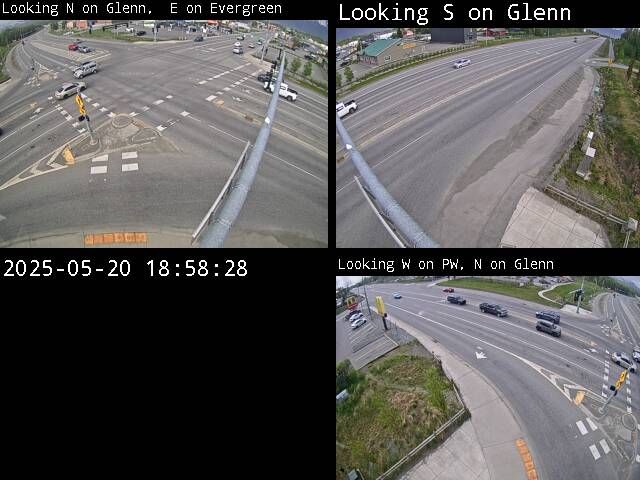 Looking N on Glenn,  E on Evergreen
Looking S on Glenn
2025-05-20 18:58:28
Looking W on PW, N on Glenn